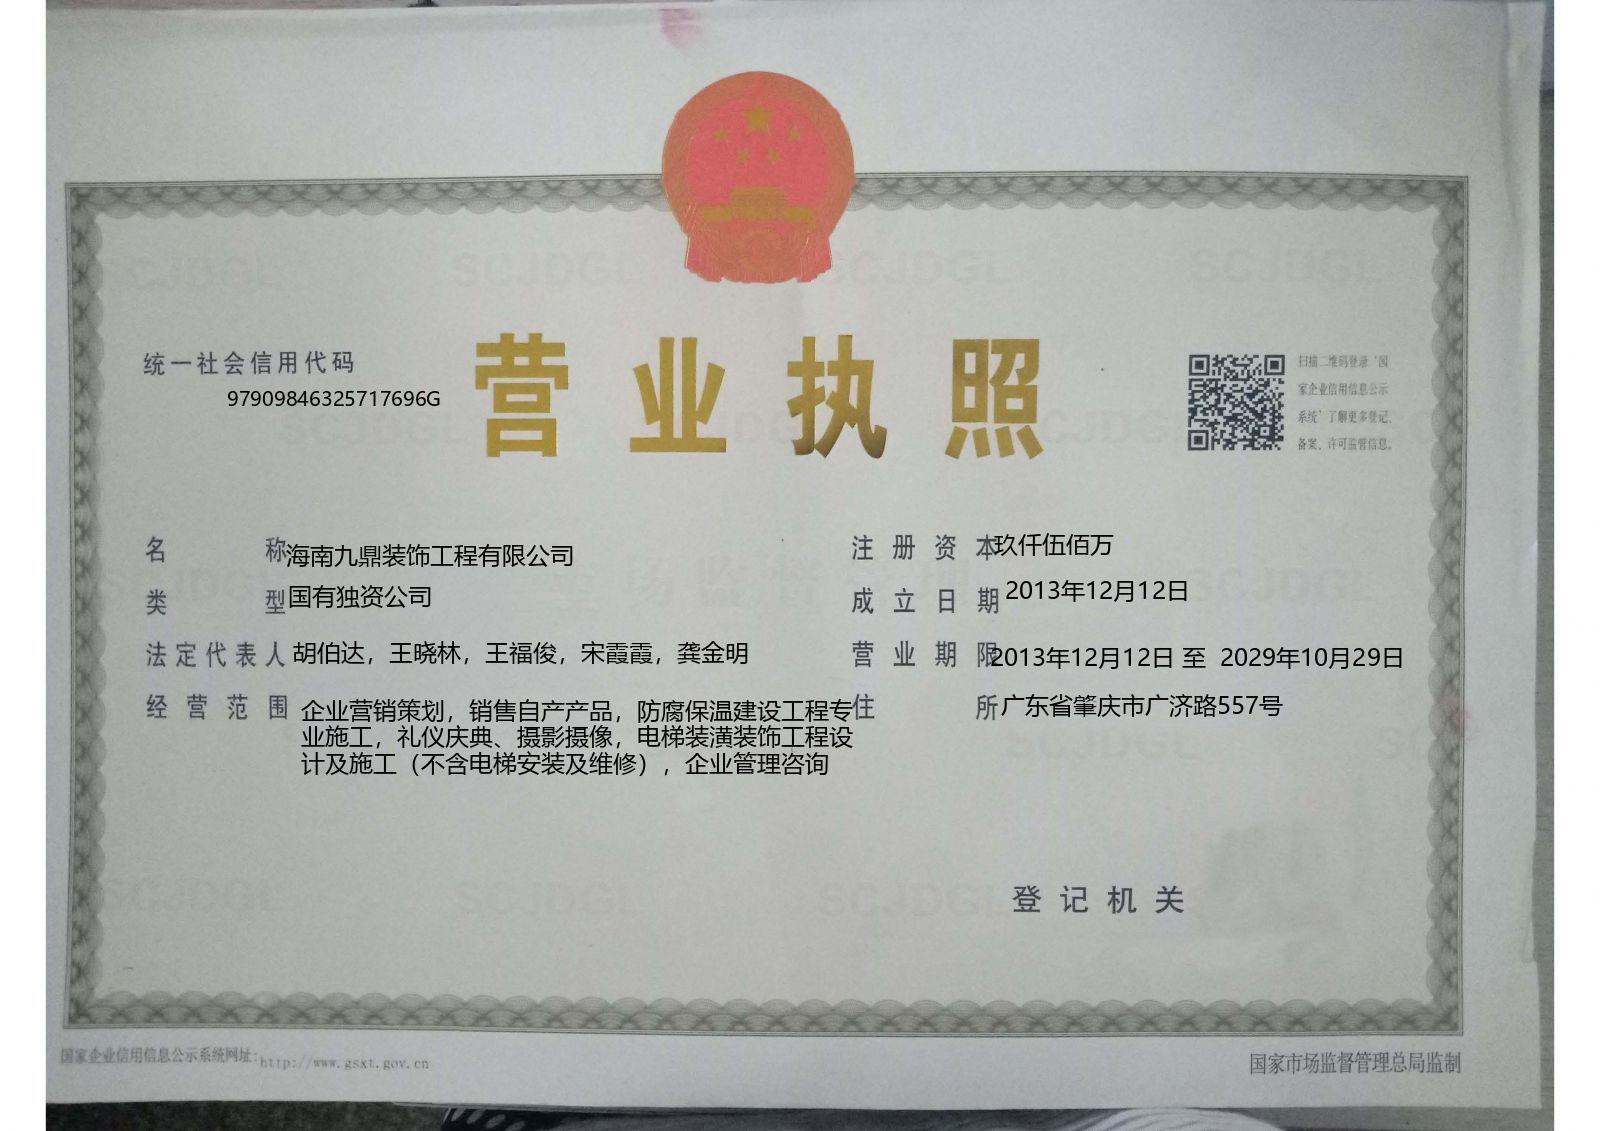 统一社会信用代码
97909846325717696G
营业执照
扫描二维码登录‘国
家企业信用信息公示
系统’了解更多登记、
备案、许可监管信息。
名称 海南九鼎装饰工程有限公司
类型 国有独资公司
法定代表人 胡伯达，王晓林，王福俊，宋霞霞，龚金明
经营范围 企业营销策划，销售自产产品，防腐保温建设工程专
业施工，礼仪庆典、摄影摄像，电梯装潢装饰工程设
计及施工（不含电梯安装及维修），企业管理咨询
注册资本 玖仟伍佰万
成立日期 2013年12月12日
营业期限 2013年12月12日 至 2029年10月29日
住所 广东省肇庆市广济路557号
登记机关
国家企业信用信息公示系统网址：http://www.gsxt.gov.cn
国家市场监督管理总局监制
SCJDGL